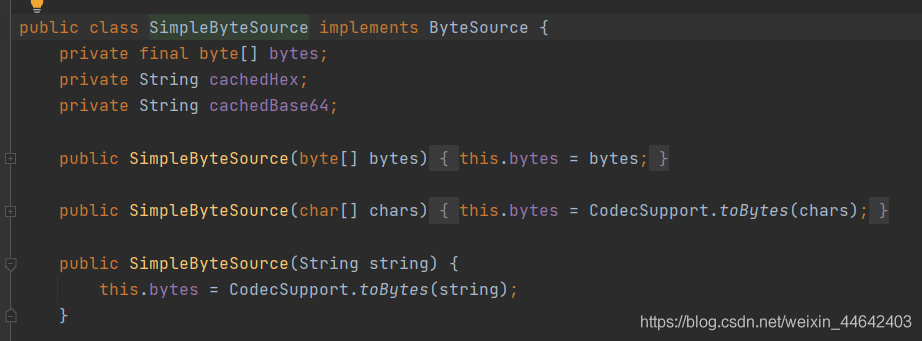 public class SimpleByteSource implements ByteSource {
    private final byte[] bytes;
    private String cachedHex;
    private String cachedBase64;
    public SimpleByteSource(byte[] bytes) { this.bytes = bytes; }
    public SimpleByteSource(char[] chars) { this.bytes = CodecSupport.toBytes(chars); }
    public SimpleByteSource(String string) {
        this.bytes = CodecSupport.toBytes(string);
    }
https://blog.csdn.net/weixin_44642403